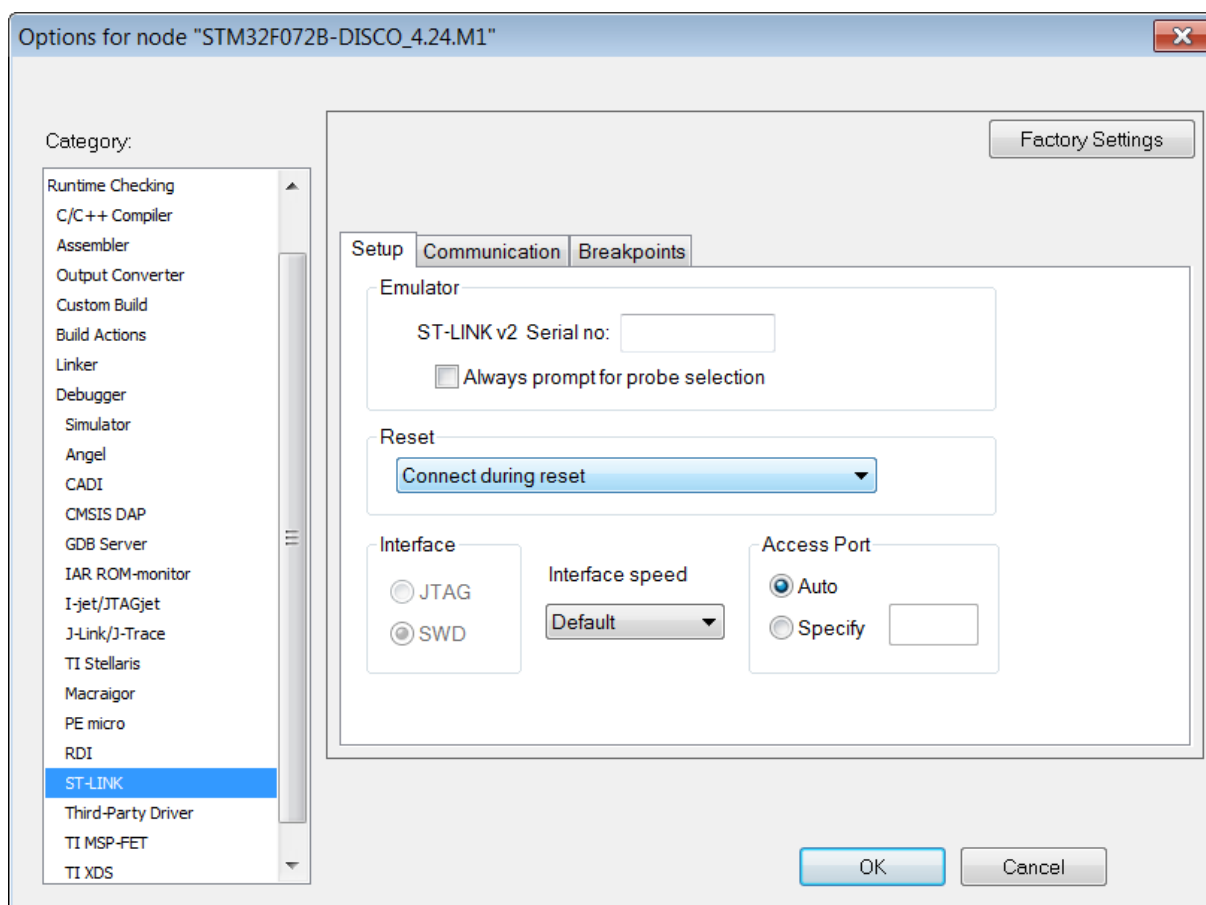 Options for node "STM32F072B-DISCO_4.24.M1"
Category:
Factory Settings
Runtime Checking
C/C++ Compiler
Assembler
Output Converter
Custom Build
Build Actions
Linker
Debugger
Simulator
Angel
CADI
CMSIS DAP
GDB Server
IAR ROM-monitor
I-jet/JTAGjet
J-Link/J-Trace
TI Stellaris
Macraigor
PE micro
RDI
ST-LINK
Third-Party Driver
TI MSP-FET
TI XDS
Setup Communication Breakpoints
Emulator
ST-LINK v2 Serial no:
Always prompt for probe selection
Reset
Connect during reset
Interface
JTAG
SWD
Interface speed
Default
Access Port
Auto
Specify
OK Cancel